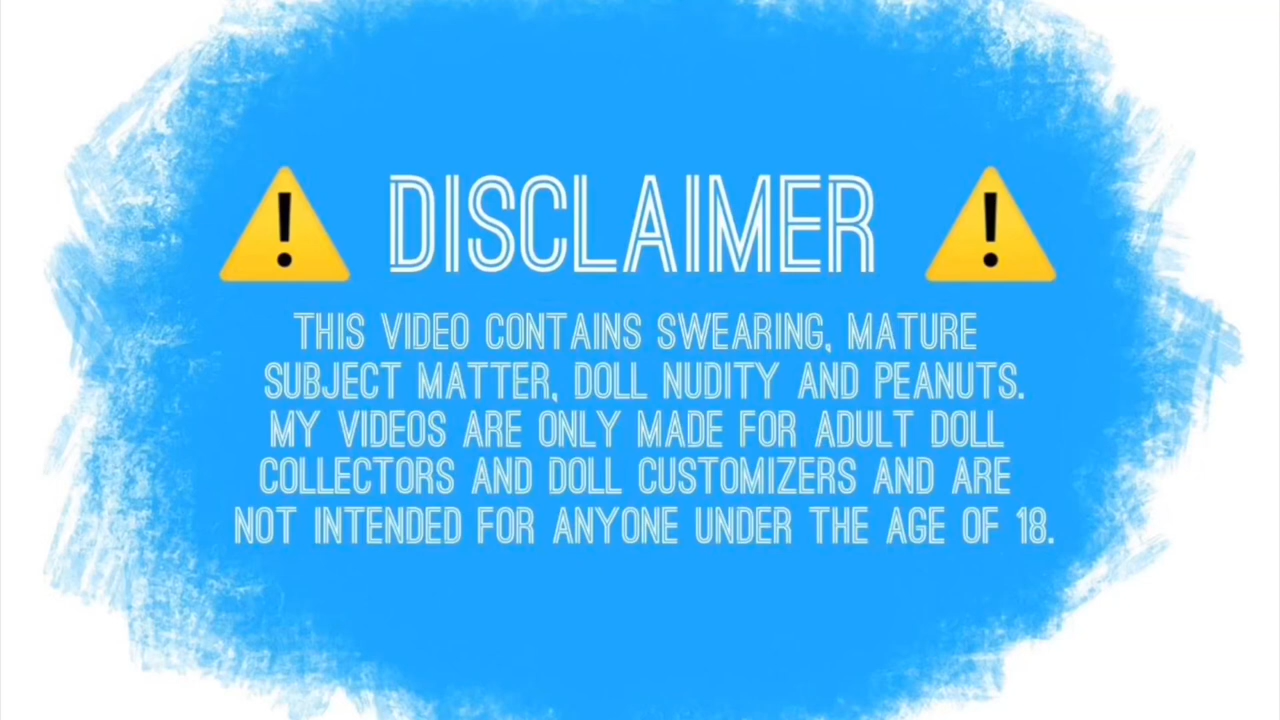 DISCLAIMER
THIS VIDEO CONTAINS SWEARING, MATURE
SUBJECT MATTER, DOLL NUDITY AND PEANUTS.
MY VIDEOS ARE ONLY MADE FOR ADULT DOLL
COLLECTORS AND DOLL CUSTOMIZERS AND ARE
NOT INTENDED FOR ANYONE UNDER THE AGE OF 18.